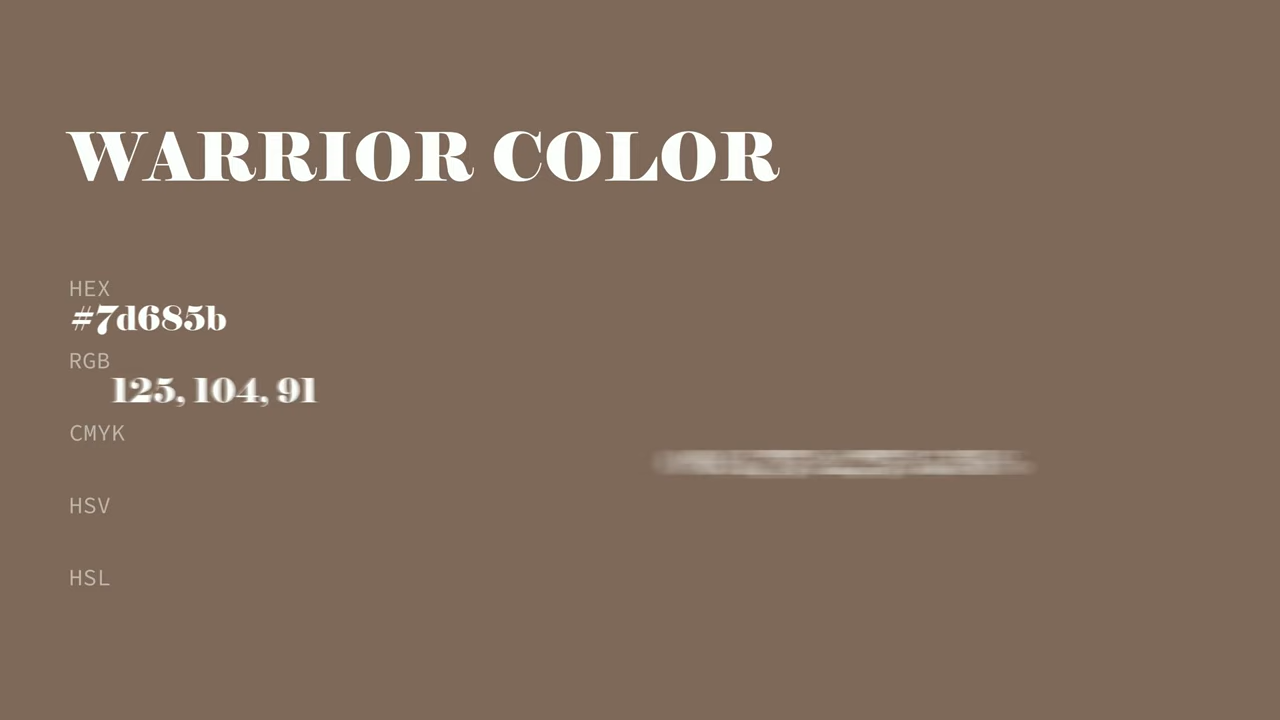 WARRIOR COLOR
HEX
#7d685b
RGB
125, 104, 91
CMYK
HSV
HSL